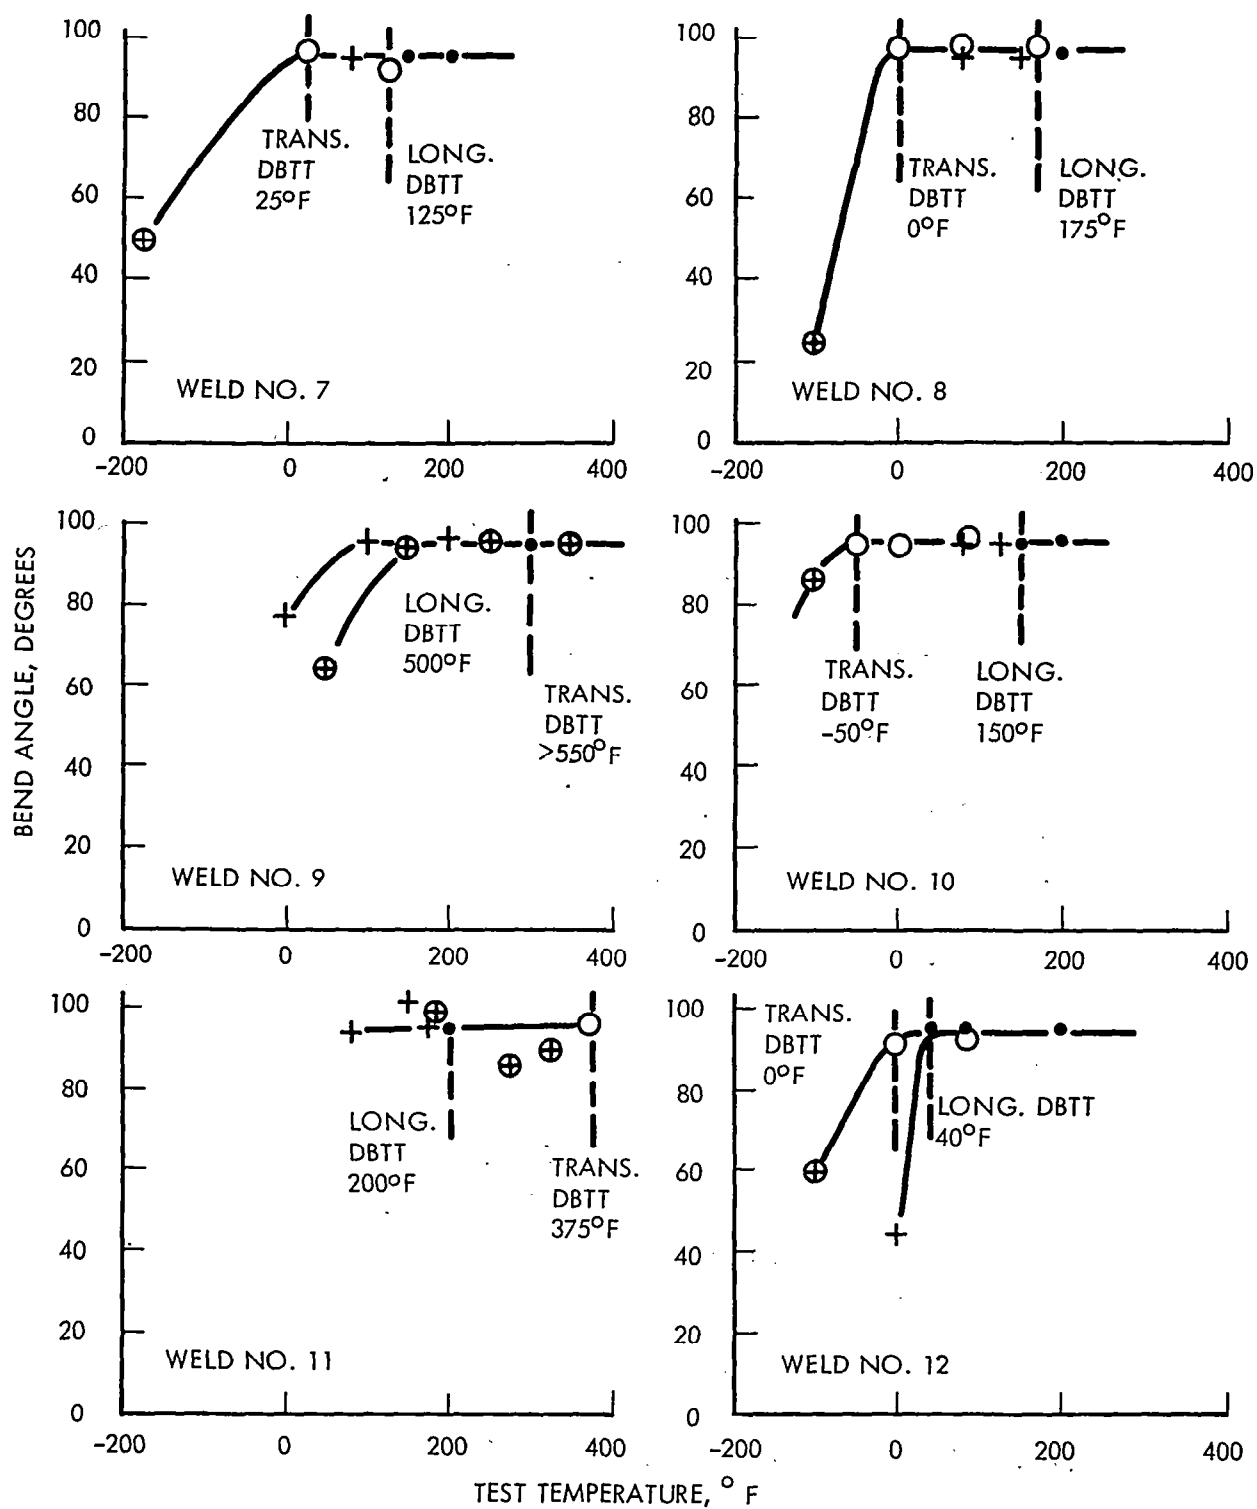 100
80
60
40
20
0
-200
0
200
400
TRANS.
DBTT
25°F
LONG.
DBTT
125°F
WELD NO. 7
100
80
60
40
20
0
-200
0
200
400
TRANS.
DBTT
0°F
LONG.
DBTT
175°F
WELD NO. 8
BEND ANGLE, DEGREES
100
80
60
40
20
0
-200
0
200
400
LONG.
DBTT
500°F
TRANS.
DBTT
>550°F
WELD NO. 9
100
80
60
40
20
0
-200
0
200
400
TRANS.
DBTT
-50°F
LONG.
DBTT
150°F
WELD NO. 10
100
80
60
40
20
0
-200
0
200
400
LONG.
DBTT
200°F
TRANS.
DBTT
375°F
WELD NO. 11
100
80
60
40
20
0
-200
0
200
400
TRANS.
DBTT
0°F
LONG. DBTT
40°F
WELD NO. 12
TEST TEMPERATURE, °F